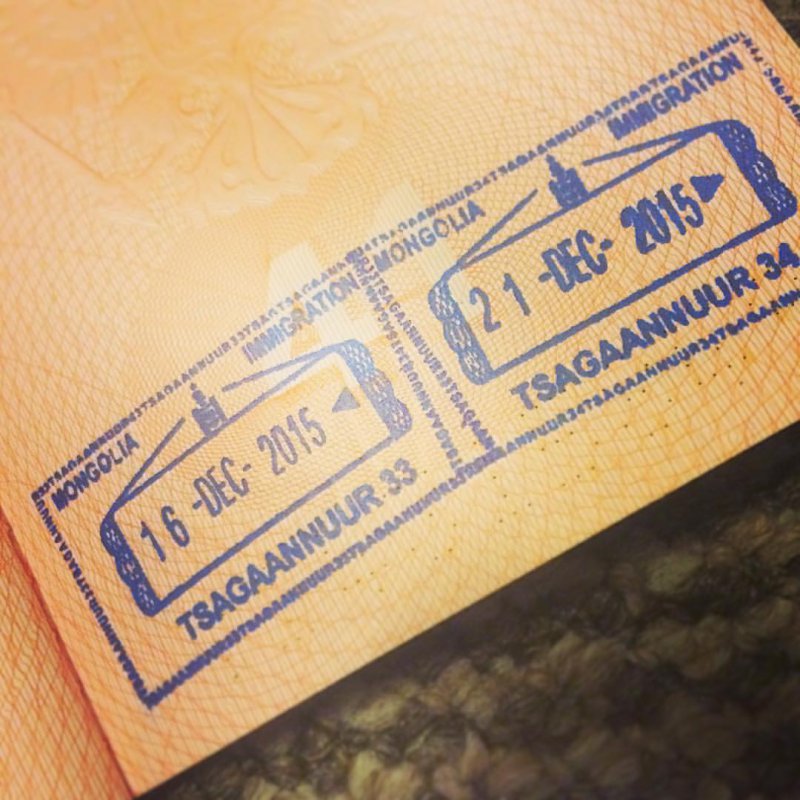 MONGOLIA IMMIGRATION
16 -DEC- 2015
TSAGAANNUUR 33
MONGOLIA IMMIGRATION
21 -DEC- 2015
TSAGAANNUUR 34